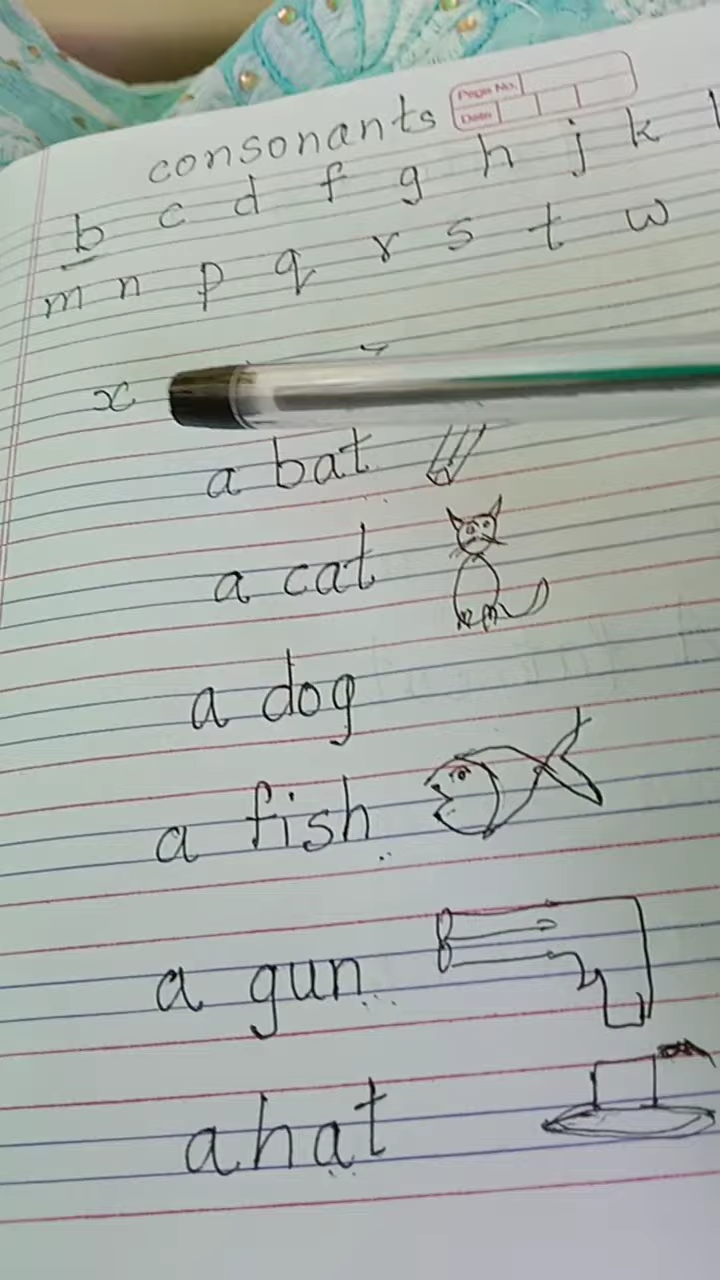 Page No.
Date
consonants
b c d f g h j k l
m n p q r s t w
x
a bat
a cat
a dog
a fish
a gun
a hat